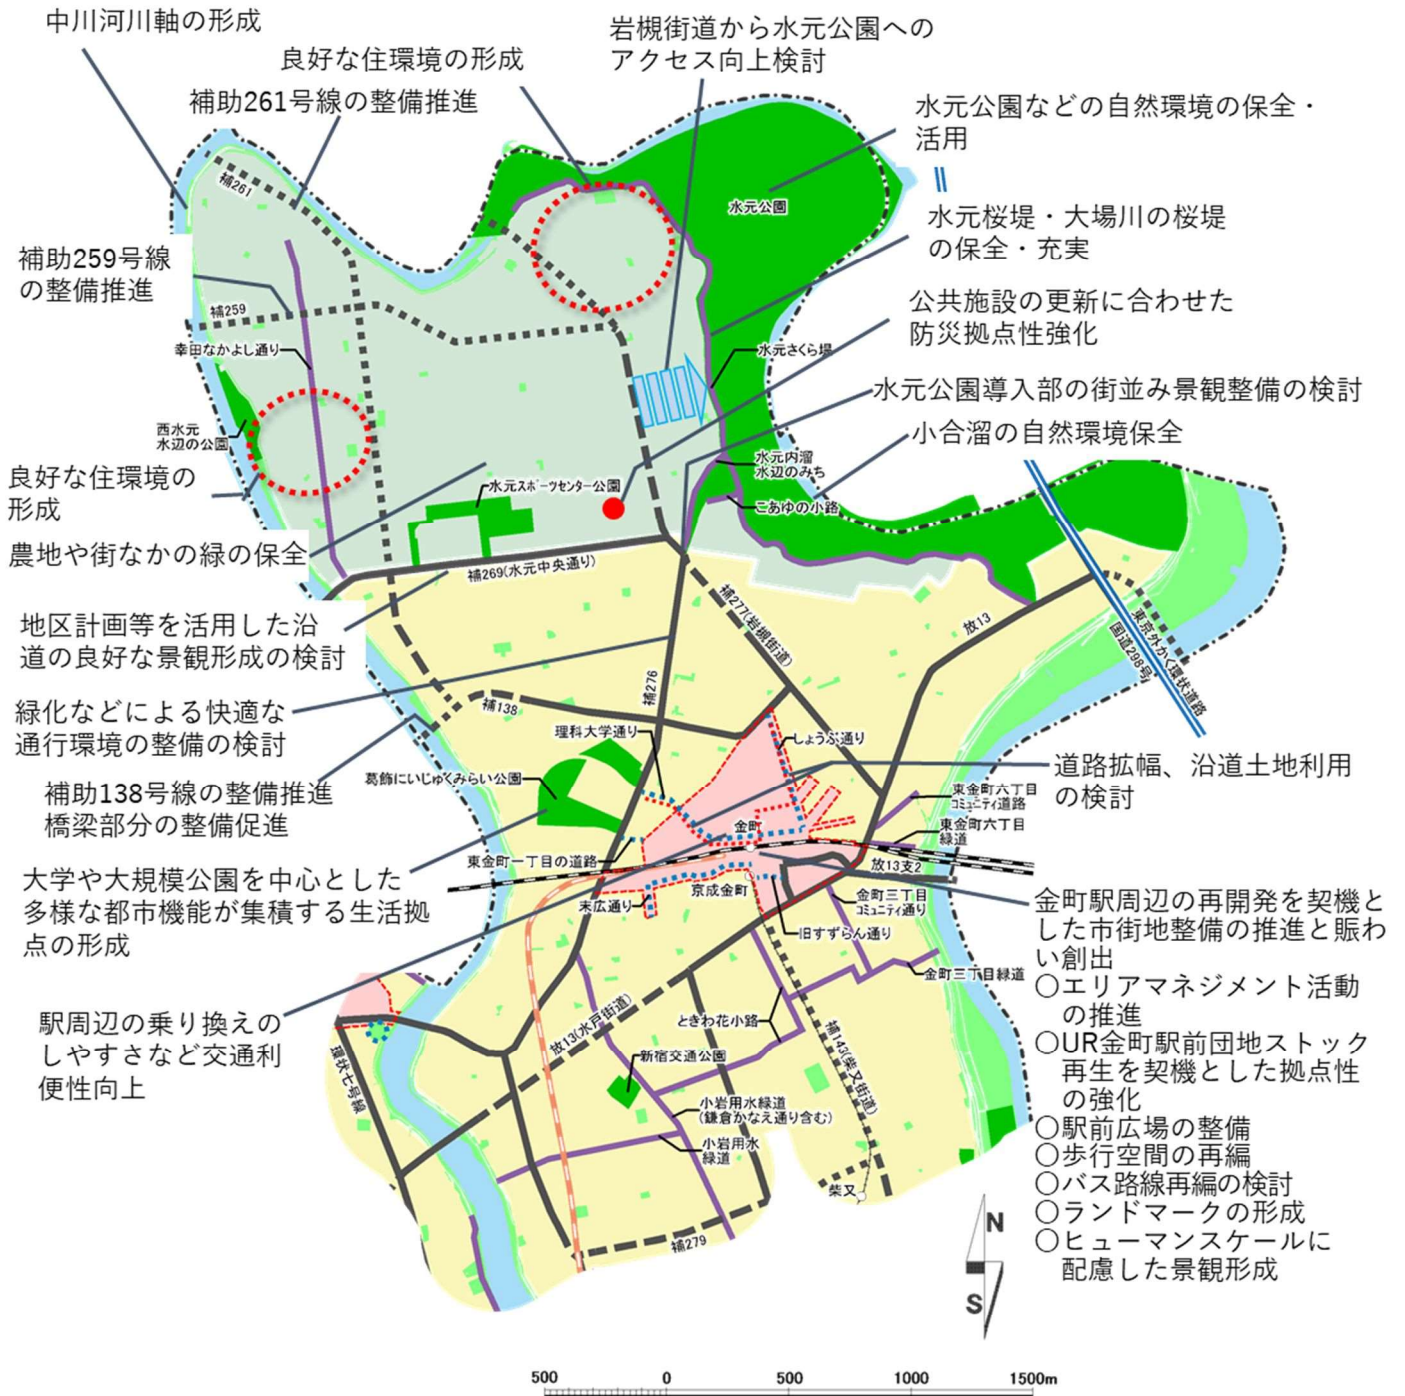 中川河川軸の形成
良好な住環境の形成
補助261号線の整備推進
岩槻街道から水元公園への
アクセス向上検討
水元公園などの自然環境の保全・
活用
補261
水元公園
水元桜堤・大場川の桜堤
の保全・充実
補助259号線
の整備推進
補259
公共施設の更新に合わせた
防災拠点性強化
幸田なかよし通り
水元さくら堤
水元公園導入部の街並み景観整備の検討
西水元
水辺の公園
小合溜の自然環境保全
水元内溜
水辺のみち
良好な住環境の
形成
水元スポーツセンター公園
こあゆの小路
農地や街なかの緑の保全
補269(水元中央通り)
補277(岩槻街道)
放13
東京外かく環状道路
国道298号
地区計画等を活用した沿
道の良好な景観形成の検討
補276
緑化などによる快適な
通行環境の整備の検討
補138
理科大学通り
しょうぶ通り
葛飾にいじゅくみらい公園
道路拡幅、沿道土地利用
の検討
補助138号線の整備推進
橋梁部分の整備促進
東金町六丁目
コミュニティ道路
金町
東金町六丁目
緑道
東金町一丁目の道路
放13支2
大学や大規模公園を中心とした
多様な都市機能が集積する生活拠
点の形成
京成金町
末広通り
金町三丁目
コミュニティ通り
旧すずらん通り
金町三丁目緑道
金町駅周辺の再開発を契機と
した市街地整備の推進と賑わ
い創出
○エリアマネジメント活動
の推進
○UR金町駅前団地ストック
再生を契機とした拠点性
の強化
○駅前広場の整備
○歩行空間の再編
○バス路線再編の検討
○ランドマークの形成
○ヒューマンスケールに
配慮した景観形成
駅周辺の乗り換えの
しやすさなど交通利
便性向上
環状七号線
放13(水戸街道)
ときわ花小路
補143(柴又街道)
新宿交通公園
小岩用水緑道
(鎌倉かなえ通り含む)
小岩用水
緑道
柴又
補279
N
S
500 0 500 1000 1500m